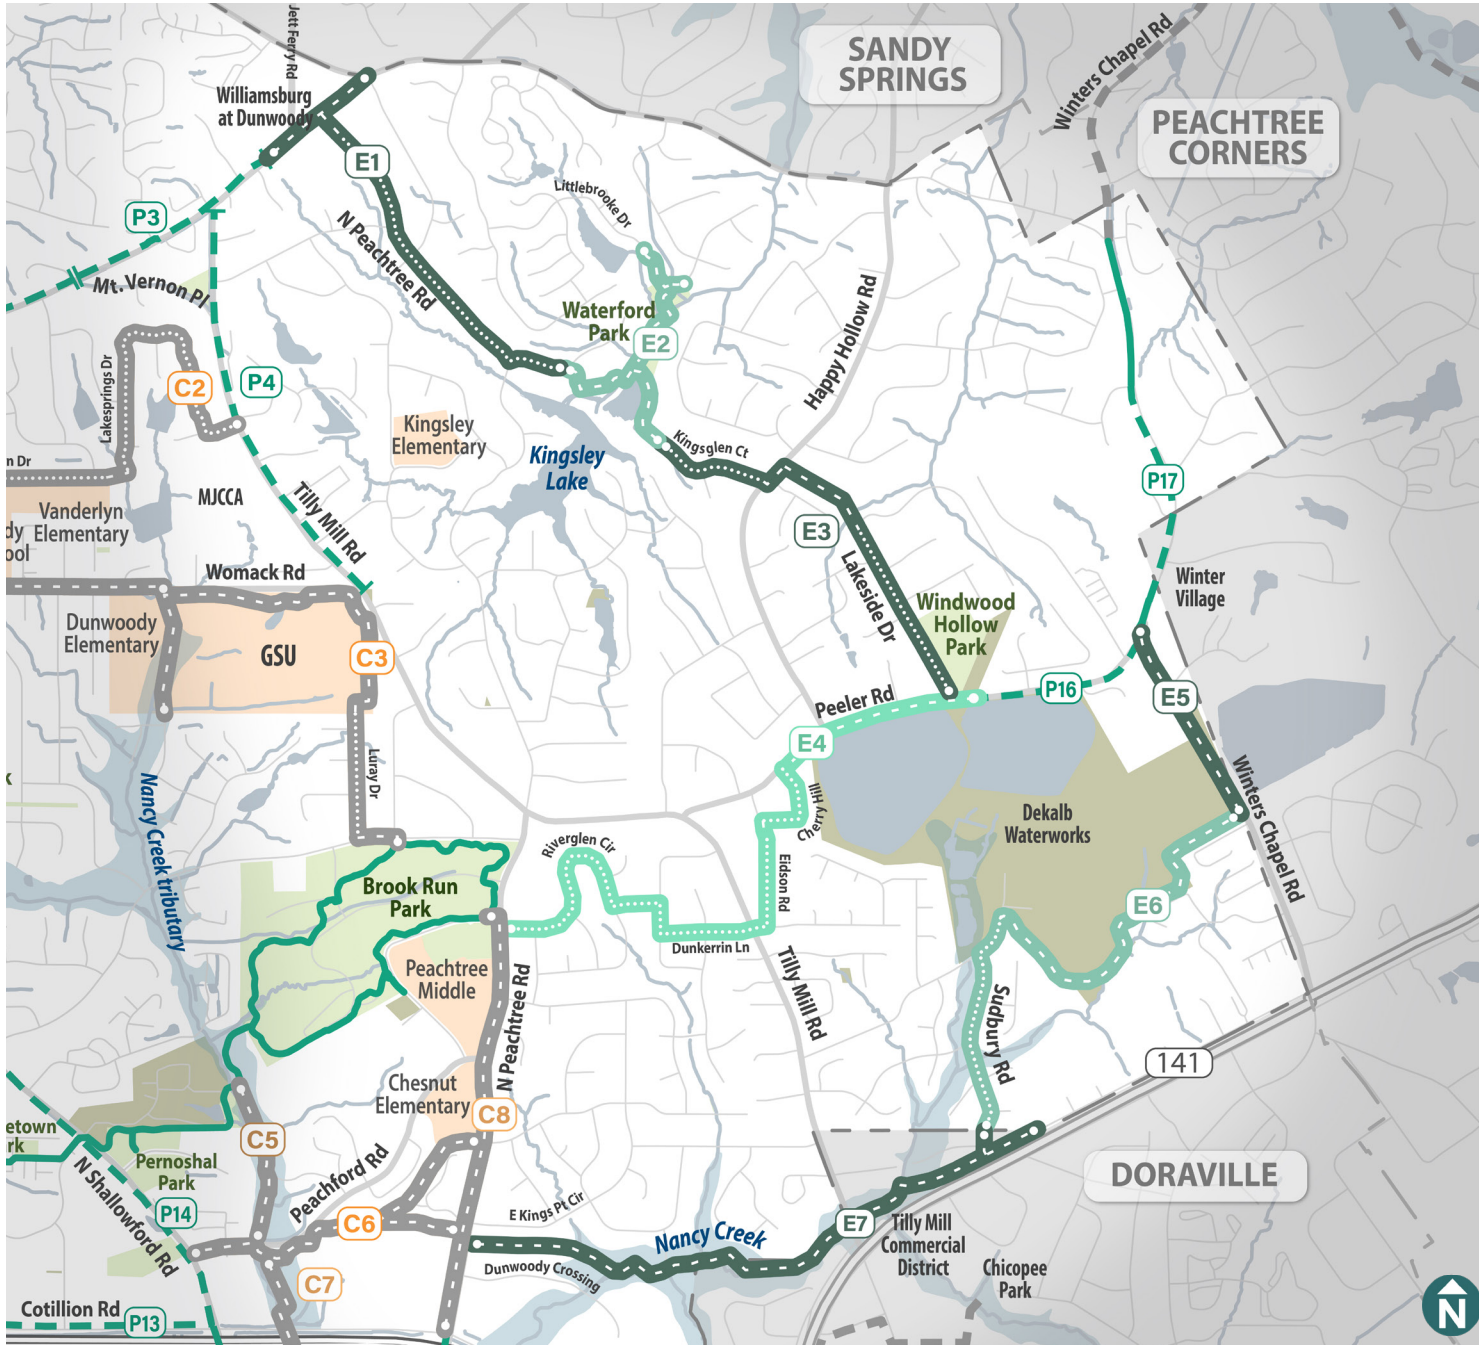 Jett Ferry Rd
SANDY
SPRINGS
Winters Chapel Rd
PEACHTREE
CORNERS
Williamsburg
at Dunwoody
E1
Littlebrooke Dr
P3
N Peachtree Rd
Mt. Vernon Pl
Waterford
Park
E2
Happy Hollow Rd
Lakesprings Dr
C2
P4
Kingsley
Elementary
Kingsglen Ct
Kingsley
Lake
n Dr
P17
MJCCA
Tilly Mill Rd
Vanderlyn
Elementary
dy
ool
E3
Lakeside Dr
Womack Rd
Winter
Village
Windwood
Hollow
Park
Dunwoody
Elementary
GSU
C3
P16
E5
Peeler Rd
E4
Luray Dr
Nancy Creek tributary
k
Cherry Hill
Winters Chapel Rd
Dekalb
Waterworks
Riverglen Cir
Eidson Rd
Brook Run
Park
E6
Dunkerrin Ln
Tilly Mill Rd
Peachtree
Middle
N Peachtree Rd
Sudbury Rd
141
Chesnut
Elementary
C8
etown
rk
C5
Pernoshal
Park
Peachford Rd
DORAVILLE
N Shallowford Rd
P14
C6
E Kings Pt Cir
Nancy Creek
E7
Tilly Mill
Commercial
District
Dunwoody Crossing
Chicopee
Park
C7
Cotillion Rd
P13
N